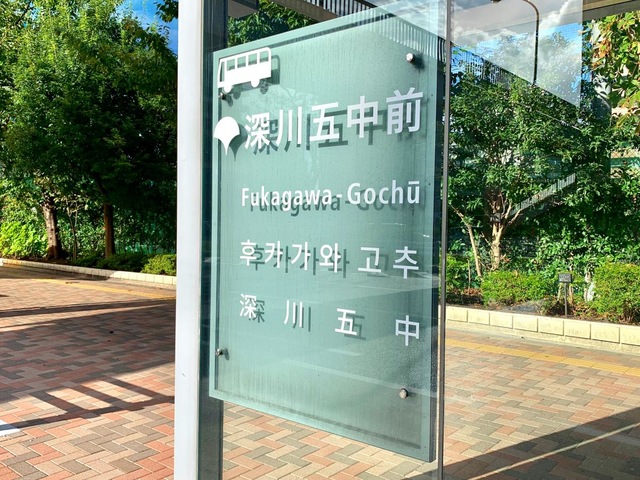 深川五中前
Fukagawa-Gochū
후카가와 고추
深川五中